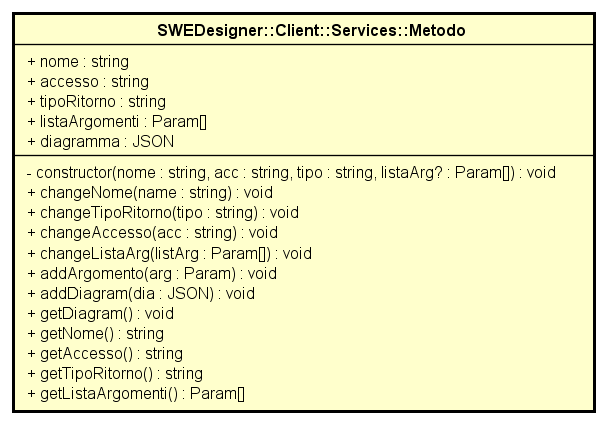 SWEDesigner::Client::Services::Metodo
+ nome : string
+ accesso : string
+ tipoRitorno : string
+ listaArgomenti : Param[]
+ diagramma : JSON
- constructor(nome : string, acc : string, tipo : string, listaArg? : Param[]) : void
+ changeNome(name : string) : void
+ changeTipoRitorno(tipo : string) : void
+ changeAccesso(acc : string) : void
+ changeListaArg(listArg : Param[]) : void
+ addArgomento(arg : Param) : void
+ addDiagram(dia : JSON) : void
+ getDiagram() : void
+ getNome() : string
+ getAccesso() : string
+ getTipoRitorno() : string
+ getListaArgomenti() : Param[]